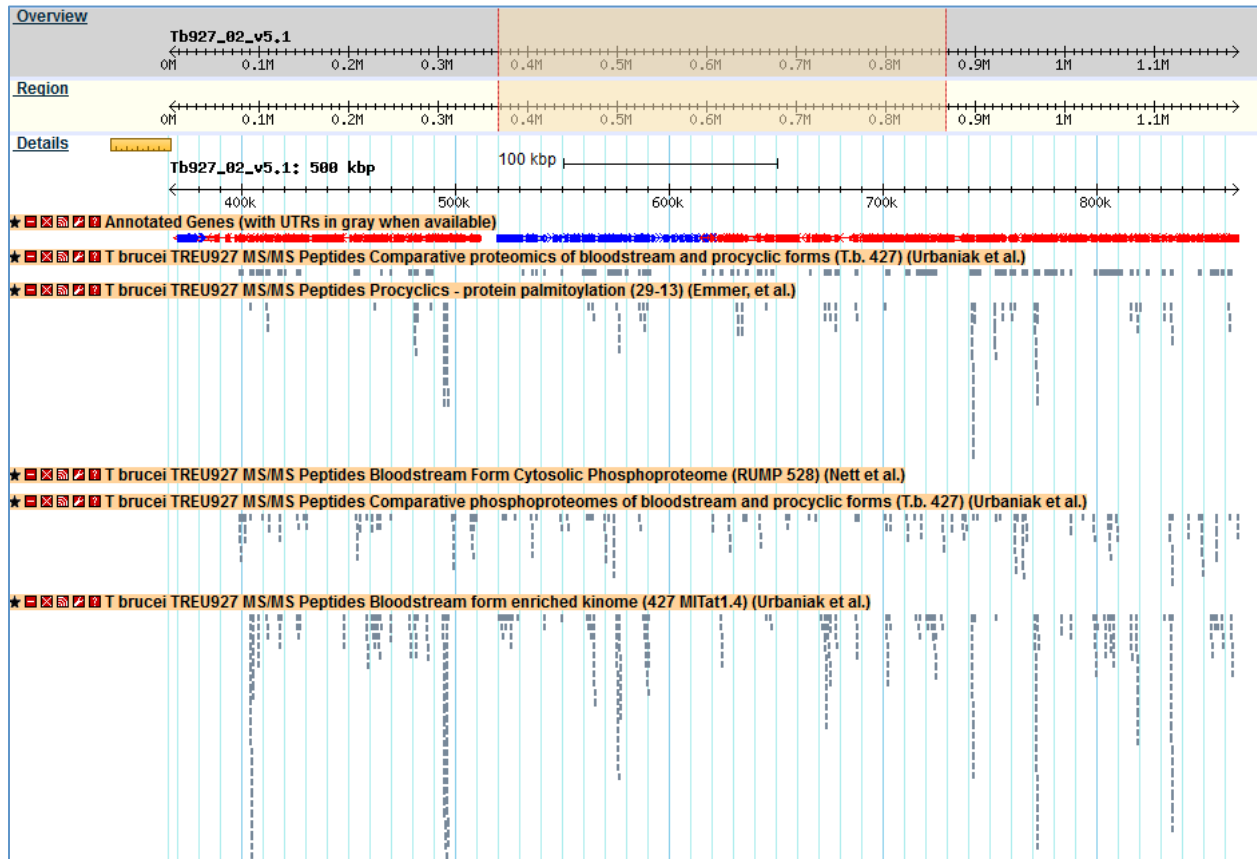 Overview
Tb927_02_v5.1
0M 0.1M 0.2M 0.3M 0.4M 0.5M 0.6M 0.7M 0.8M 0.9M 1M 1.1M
Region
0M 0.1M 0.2M 0.3M 0.4M 0.5M 0.6M 0.7M 0.8M 0.9M 1M 1.1M
Details
100 kbp
Tb927_02_v5.1: 500 kbp
400k 500k 600k 700k 800k
Annotated Genes (with UTRs in gray when available)
T brucei TREU927 MS/MS Peptides Comparative proteomics of bloodstream and procyclic forms (T.b. 427) (Urbaniak et al.)
T brucei TREU927 MS/MS Peptides Procyclics - protein palmitoylation (29-13) (Emmer, et al.)
T brucei TREU927 MS/MS Peptides Bloodstream Form Cytosolic Phosphoproteome (RUMP 528) (Nett et al.)
T brucei TREU927 MS/MS Peptides Comparative phosphoproteomes of bloodstream and procyclic forms (T.b. 427) (Urbaniak et al.)
T brucei TREU927 MS/MS Peptides Bloodstream form enriched kinome (427 MITat1.4) (Urbaniak et al.)